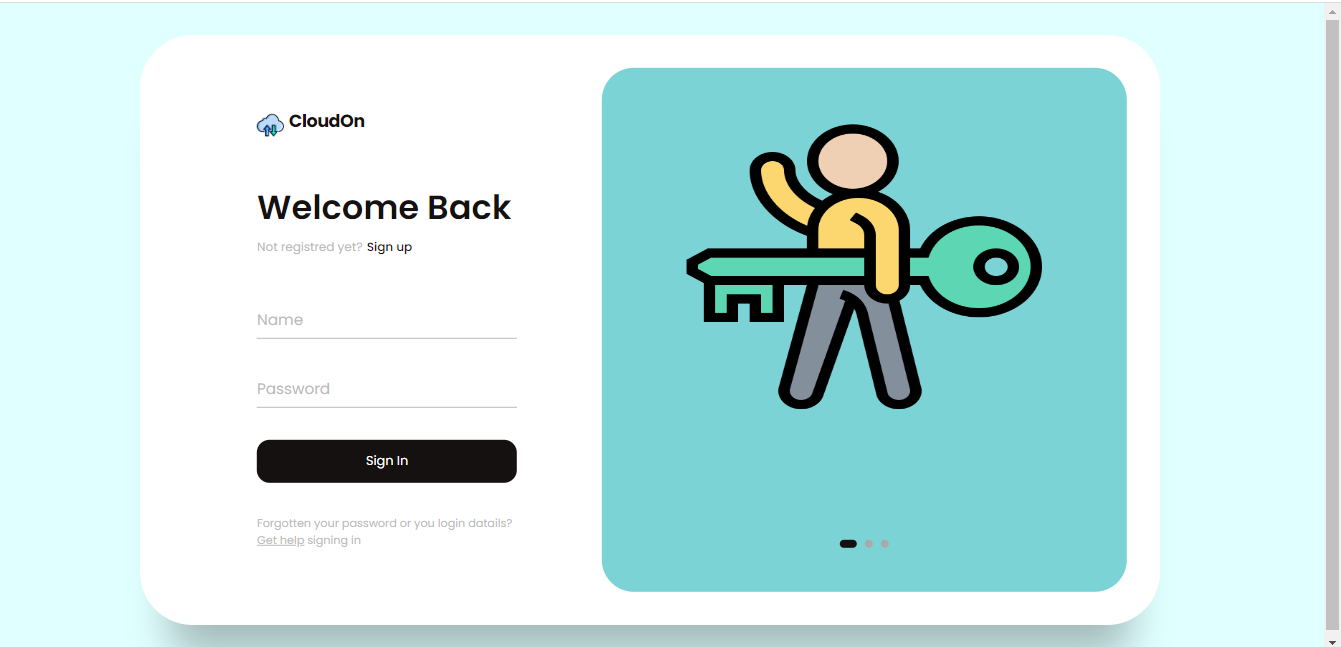 CloudOn
Welcome Back
Not registred yet? Sign up
Name
Password
Sign In
Forgotten your password or you login datails?
Get help signing in